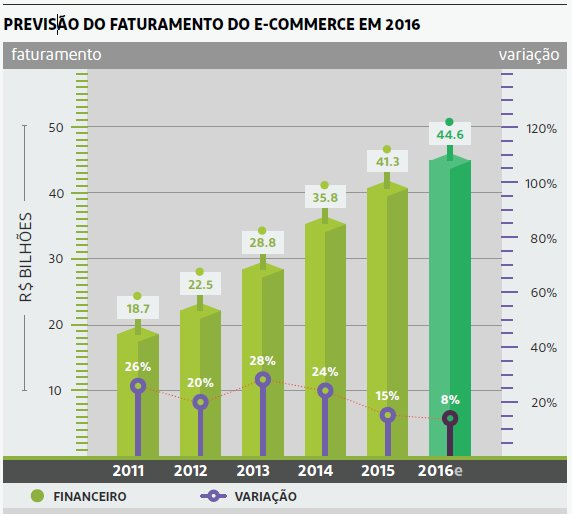 PREVISÃO DO FATURAMENTO DO E-COMMERCE EM 2016
faturamento variação
50 120%
44.6
41.3
100%
40
35.8
80%
28.8
30
22.5
60%
18.7
R$ BILHÕES
20
40%
26% 20% 28% 24% 15% 8%
10 20%
2011 2012 2013 2014 2015 2016e
FINANCEIRO VARIAÇÃO